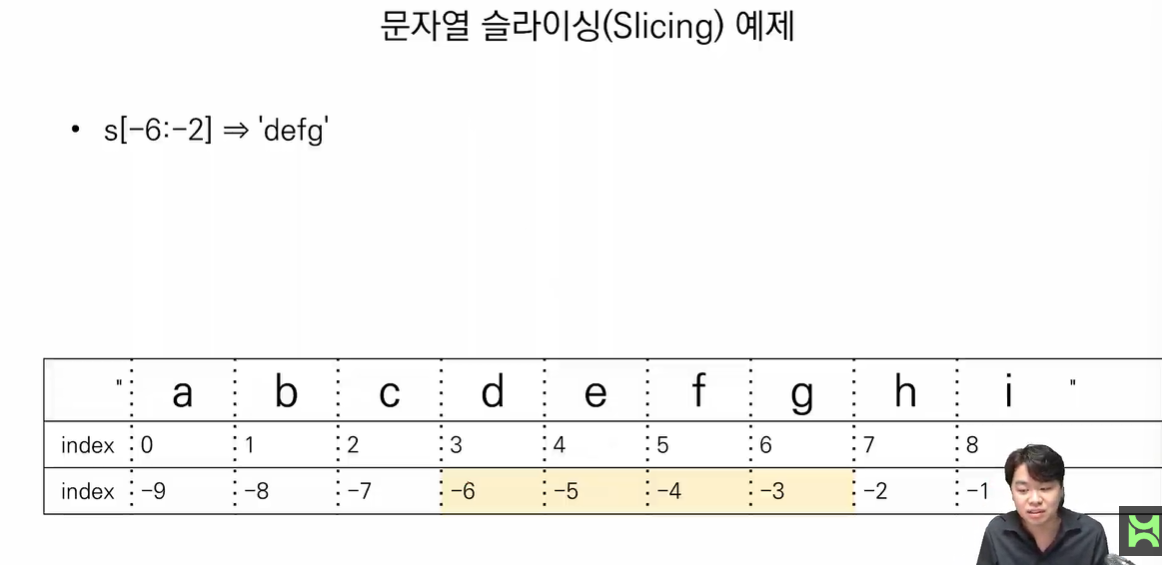 문자열 슬라이싱(Slicing) 예제
• s[-6:-2] ⇒ 'defg'
" a b c d e f g h i "
index 0 1 2 3 4 5 6 7 8
index -9 -8 -7 -6 -5 -4 -3 -2 -1